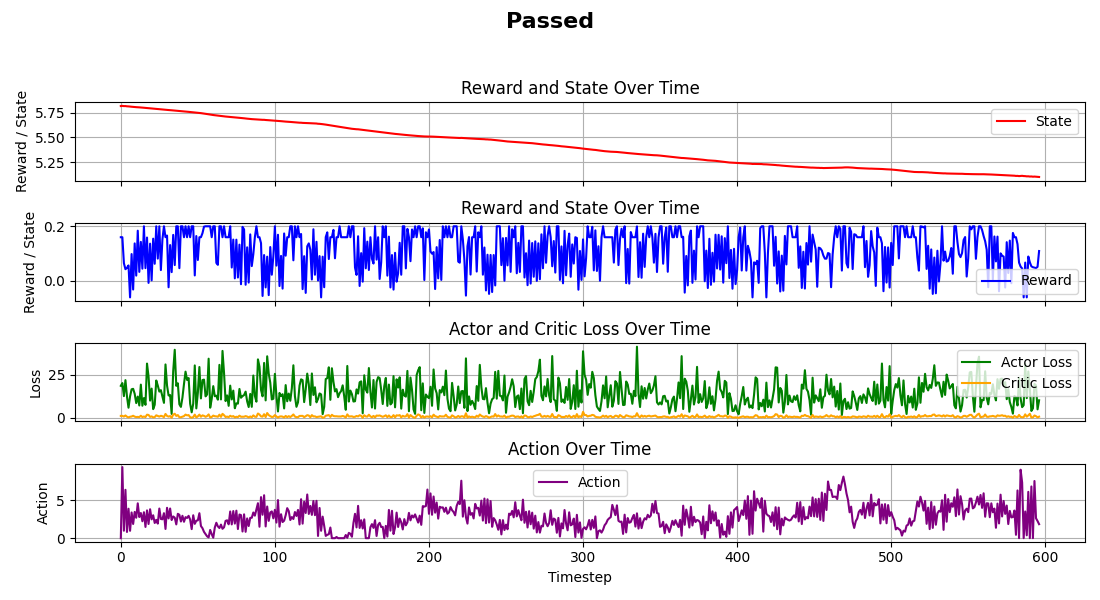 Passed
Reward and State Over Time
Reward / State
5.75
5.50
5.25
State
Reward and State Over Time
Reward / State
0.2
0.0
Reward
Actor and Critic Loss Over Time
Loss
25
0
Actor Loss
Critic Loss
Action Over Time
Action
5
0
Action
0 100 200 300 400 500 600
Timestep